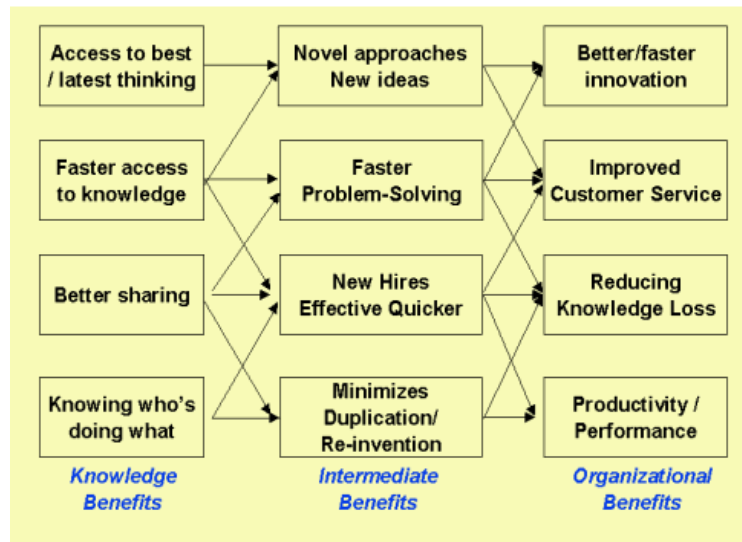 Access to best
/ latest thinking
Novel approaches
New ideas
Better/faster
innovation
Faster access
to knowledge
Faster
Problem-Solving
Improved
Customer Service
Better sharing
New Hires
Effective Quicker
Reducing
Knowledge Loss
Knowing who's
doing what
Minimizes
Duplication/
Re-invention
Productivity /
Performance
Knowledge
Benefits
Intermediate
Benefits
Organizational
Benefits